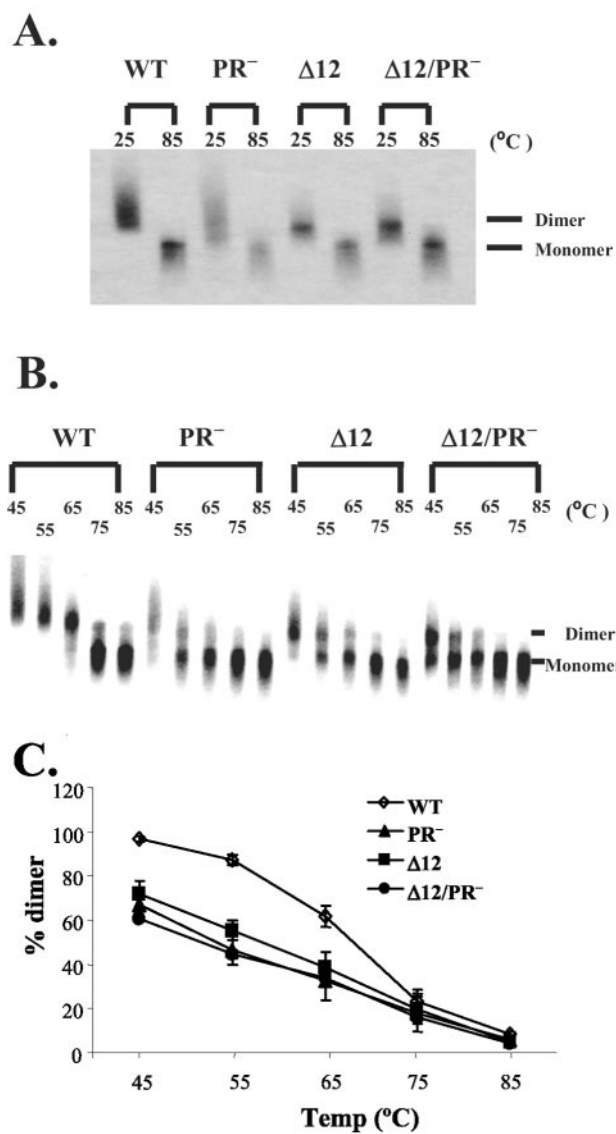 A.
WT PR⁻ Δ12 Δ12/PR⁻
25 85 25 85 25 85 25 85 (°C)
Dimer
Monomer
B.
WT PR⁻ Δ12 Δ12/PR⁻
45 65 85 45 65 85 45 65 85 45 65 85 (°C)
55 75 55 75 55 75 55 75
Dimer
Monomer
C.
120
100
80
60
40
20
0
% dimer
WT
PR⁻
Δ12
Δ12/PR⁻
45 55 65 75 85
Temp (°C)